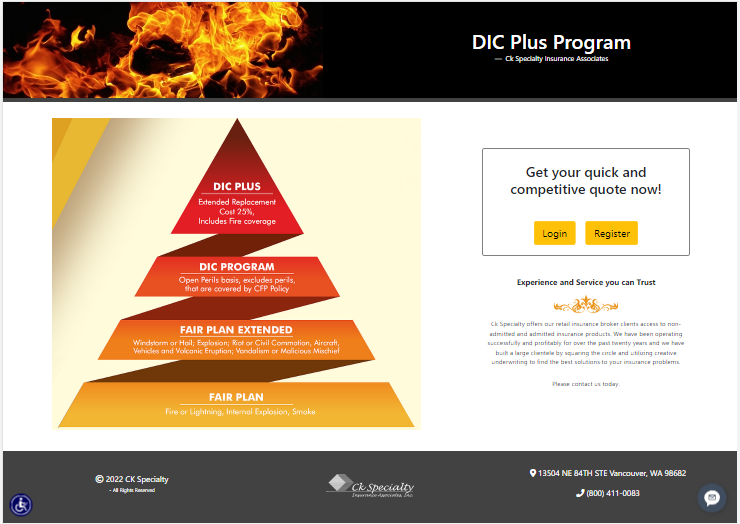 DIC Plus Program
— Ck Specialty Insurance Associates
DIC PLUS
Extended Replacement
Cost 25%,
Includes Fire coverage
DIC PROGRAM
Open Perils basis, excludes perils,
that are covered by CFP Policy
FAIR PLAN EXTENDED
Windstorm or Hail; Explosion; Riot or Civil Commotion, Aircraft,
Vehicles and Volcanic Eruption; Vandalism or Malicious Mischief
FAIR PLAN
Fire or Lightning, Internal Explosion, Smoke
Get your quick and
competitive quote now!
Login
Register
Experience and Service you can Trust
Ck Specialty offers our retail insurance broker clients access to non-
admitted and admitted insuranse products. We have been operating
successfully and profitably for over the past twenty years and we have
built a large clientele by squaring the circle and utilizing creative
underwriting to find the best solutions to your insurance problems.
Please contact us today.
© 2022 CK Specialty
- All Rights Reserved
Ck Specialty
Insurance Associates, Inc.
13504 NE 84TH STE Vancouver, WA 98682
(800) 411-0083